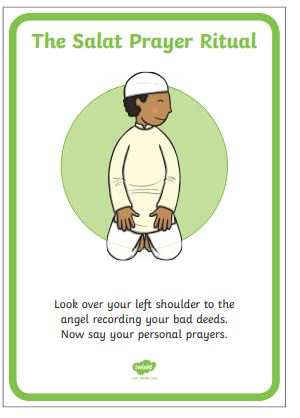 The Salat Prayer Ritual
Look over your left shoulder to the
angel recording your bad deeds.
Now say your personal prayers.
twinkl